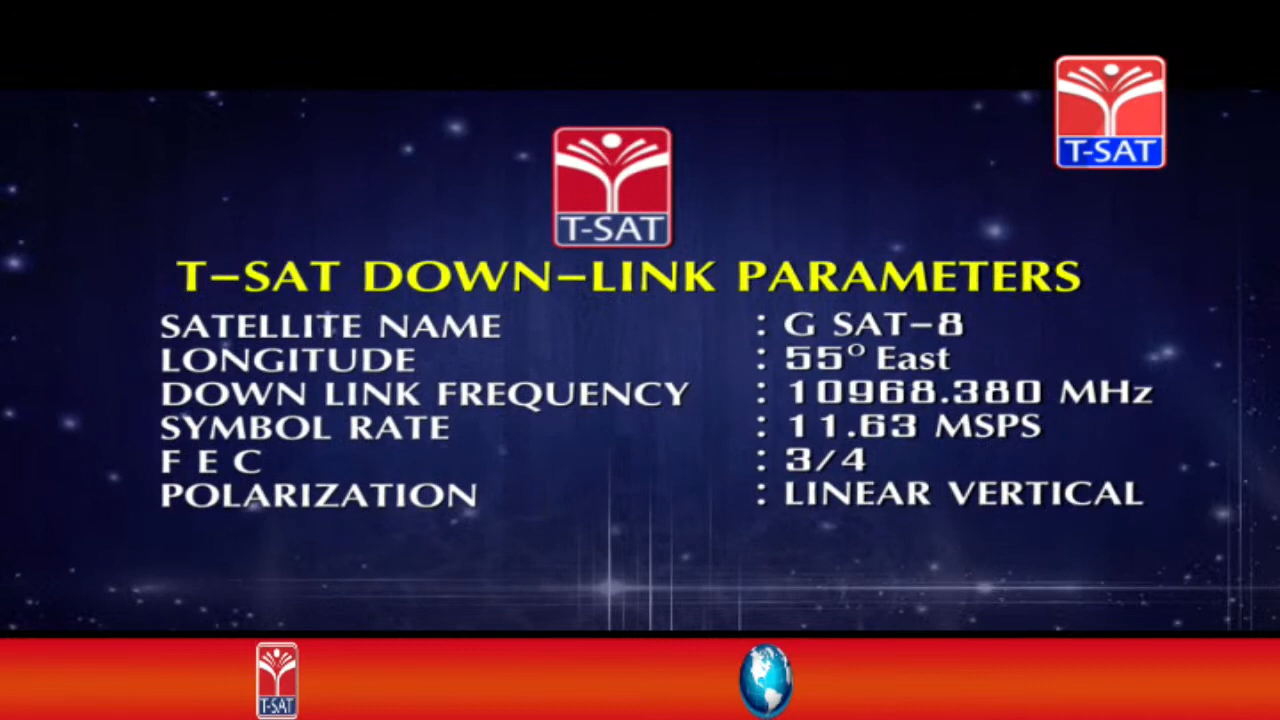 T-SAT
T-SAT
T-SAT DOWN-LINK PARAMETERS
SATELLITE NAME : G SAT-8
LONGITUDE : 55° East
DOWN LINK FREQUENCY : 10968.380 MHz
SYMBOL RATE : 11.63 MSPS
F E C : 3/4
POLARIZATION : LINEAR VERTICAL
T-SAT